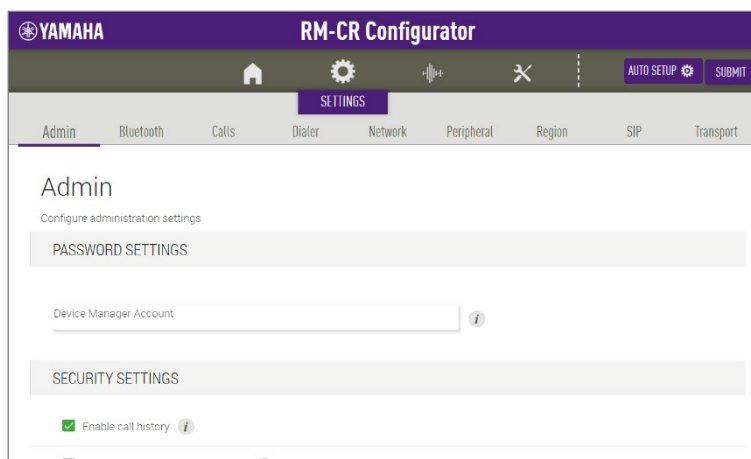 YAMAHA RM-CR Configurator
AUTO SETUP SUBMIT
SETTINGS
Admin Bluetooth Calls Dialer Network Peripheral Region SIP Transport
Admin
Configure administration settings
PASSWORD SETTINGS
Device Manager Account i
SECURITY SETTINGS
Enable call history i